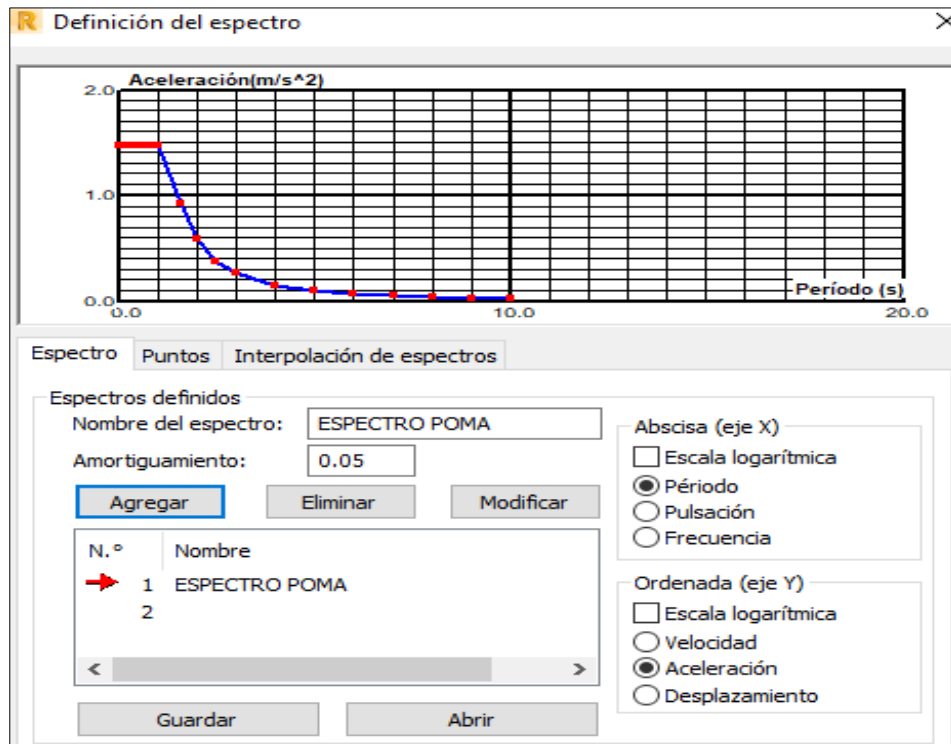 R Definición del espectro
Aceleración(m/s^2)
2.0
1.0
0.0
Período (s)
0.0 10.0 20.0
Espectro Puntos Interpolación de espectros
Espectros definidos
Nombre del espectro: ESPECTRO POMA
Amortiguamiento: 0.05
Agregar Eliminar Modificar
N.° Nombre
1 ESPECTRO POMA
2
Guardar Abrir
Abscisa (eje X)
Escala logarítmica
Périodo
Pulsación
Frecuencia
Ordenada (eje Y)
Escala logarítmica
Velocidad
Aceleración
Desplazamiento